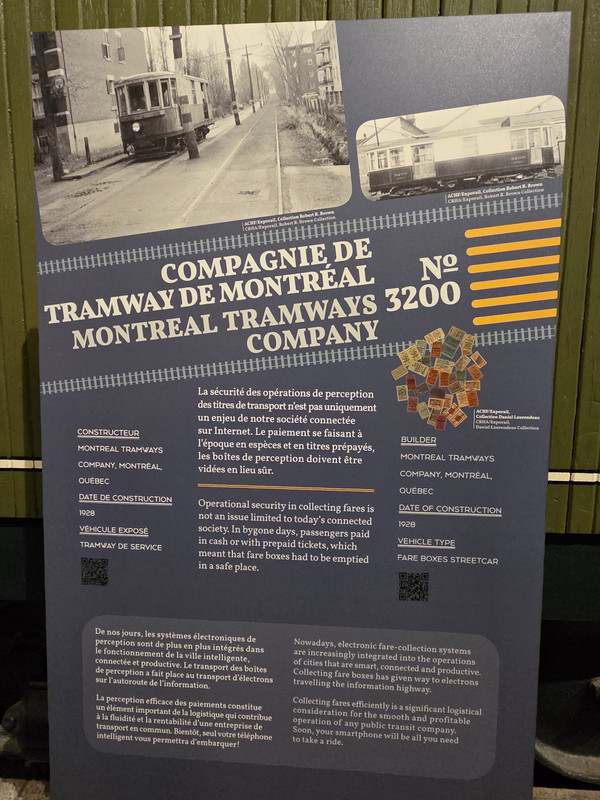 ACHF/Exporail, Collection Robert R. Brown
CRHA/Exporail, Robert R. Brown Collection
ACHF/Exporail, Collection Robert R. Brown
CRHA/Exporail, Robert R. Brown Collection
COMPAGNIE DE
TRAMWAY DE MONTRÉAL
MONTREAL TRAMWAYS
COMPANY
Nº
3200
ACHF/Exporail,
Collection Daniel Laurendeau
CRHA/Exporail,
Daniel Laurendeau Collection
CONSTRUCTEUR
MONTREAL TRAMWAYS
COMPANY, MONTRÉAL,
QUÉBEC
DATE DE CONSTRUCTION
1928
VÉHICULE EXPOSÉ
TRAMWAY DE SERVICE
La sécurité des opérations de perception
des titres de transport n'est pas uniquement
un enjeu de notre société connectée
sur Internet. Le paiement se faisant à
l'époque en espèces et en titres prépayés,
les boîtes de perception doivent être
vidées en lieu sûr.
Operational security in collecting fares is
not an issue limited to today's connected
society. In bygone days, passengers paid
in cash or with prepaid tickets, which
meant that fare boxes had to be emptied
in a safe place.
BUILDER
MONTREAL TRAMWAYS
COMPANY, MONTRÉAL,
QUÉBEC
DATE OF CONSTRUCTION
1928
VEHICLE TYPE
FARE BOXES STREETCAR
De nos jours, les systèmes électroniques de
perception sont de plus en plus intégrés dans
le fonctionnement de la ville intelligente,
connectée et productive. Le transport des boîtes
de perception a fait place au transport d'électrons
sur l'autoroute de l'information.
La perception efficace des paiements constitue
un élément important de la logistique qui contribue
à la fluidité et la rentabilité d'une entreprise de
transport en commun. Bientôt, seul votre téléphone
intelligent vous permettra d'embarquer!
Nowadays, electronic fare-collection systems
are increasingly integrated into the operations
of cities that are smart, connected and productive.
Collecting fare boxes has given way to electrons
travelling the information highway.
Collecting fares efficiently is a significant logistical
consideration for the smooth and profitable
operation of any public transit company.
Soon, your smartphone will be all you need
to take a ride.